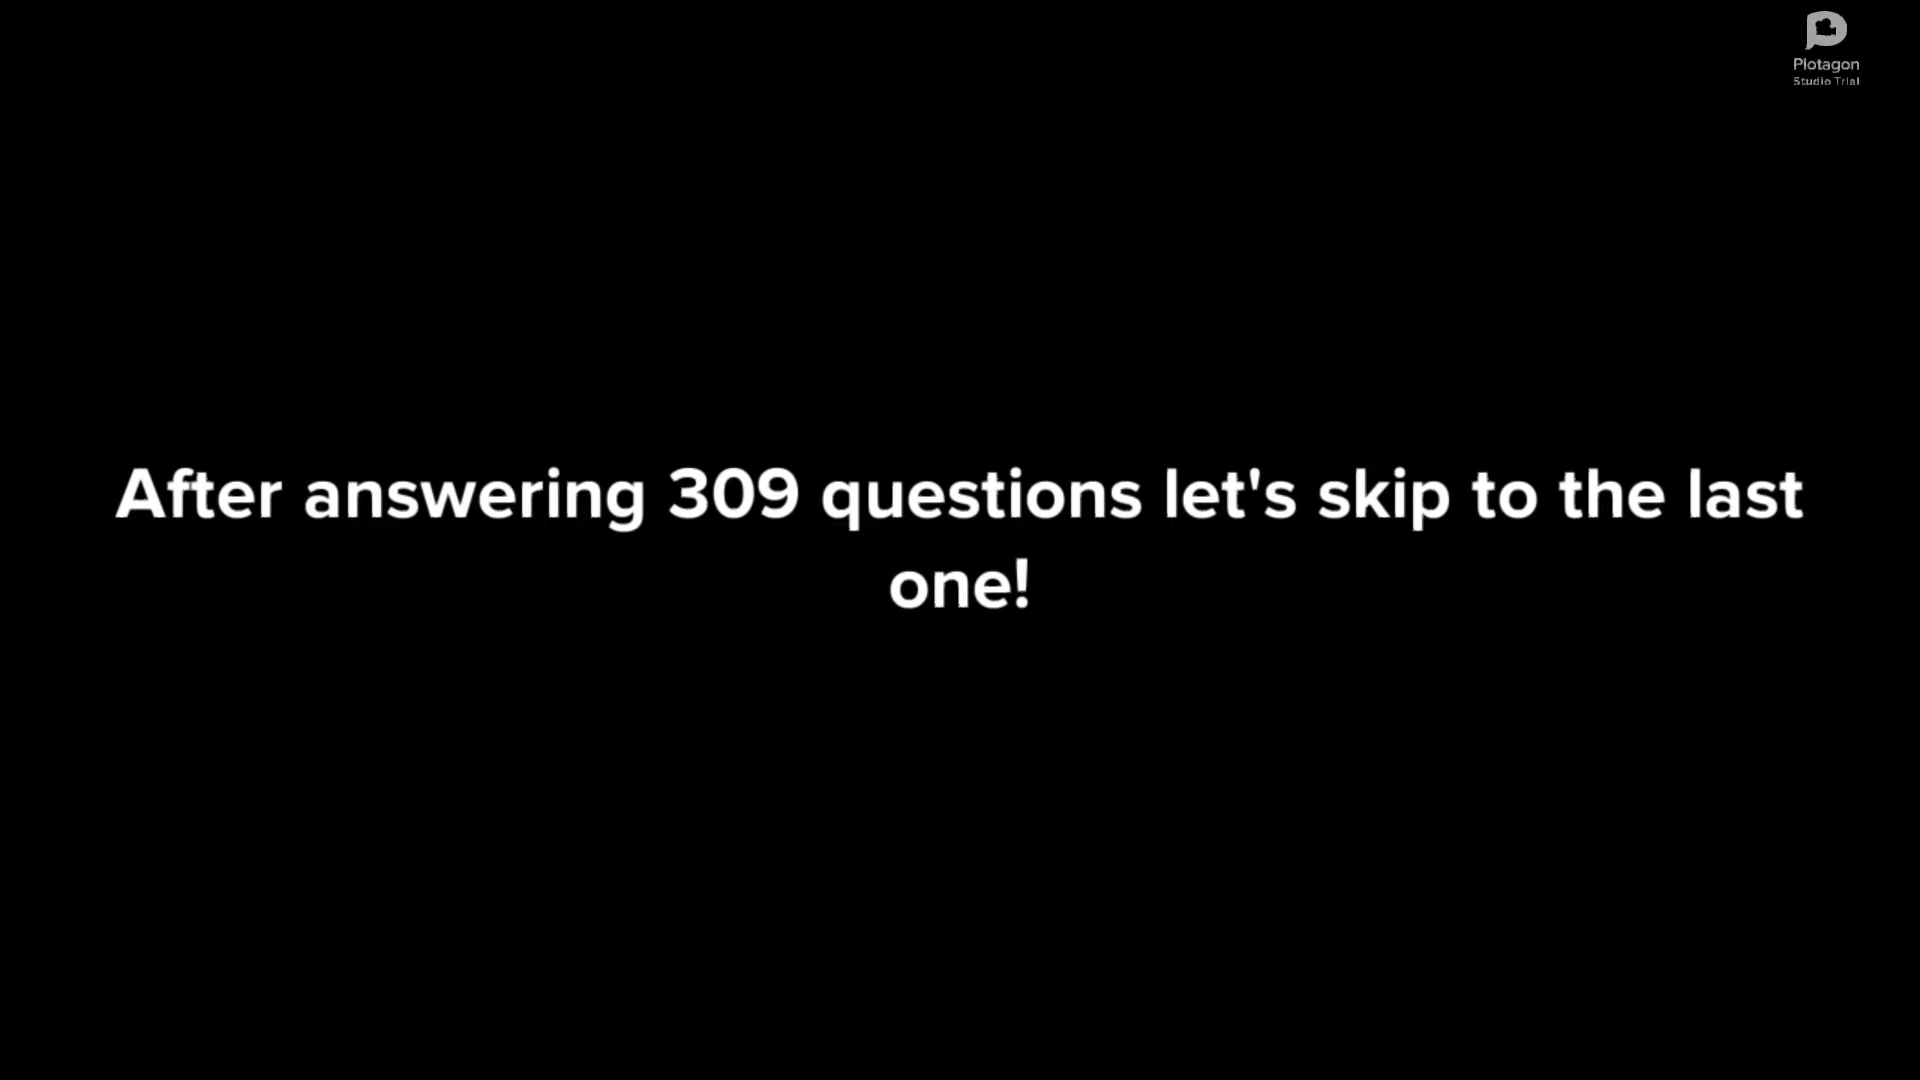 Plotagon
Studio Trial
After answering 309 questions let's skip to the last
one!